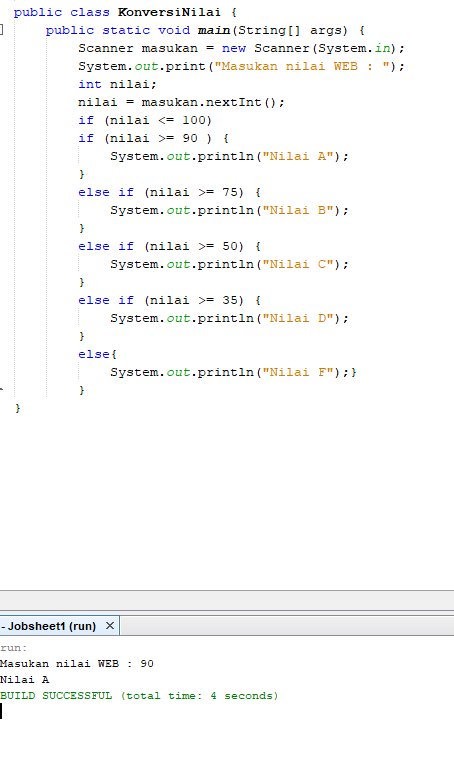 public class KonversiNilai {
public static void main(String[] args) {
Scanner masukan = new Scanner(System.in);
System.out.print("Masukan nilai WEB : ");
int nilai;
nilai = masukan.nextInt();
if (nilai <= 100)
if (nilai >= 90 ) {
System.out.println("Nilai A");
}
else if (nilai >= 75) {
System.out.println("Nilai B");
}
else if (nilai >= 50) {
System.out.println("Nilai C");
}
else if (nilai >= 35) {
System.out.println("Nilai D");
}
else{
System.out.println("Nilai F");}
}
}
- Jobsheet1 (run) ×
run:
Masukan nilai WEB : 90
Nilai A
BUILD SUCCESSFUL (total time: 4 seconds)